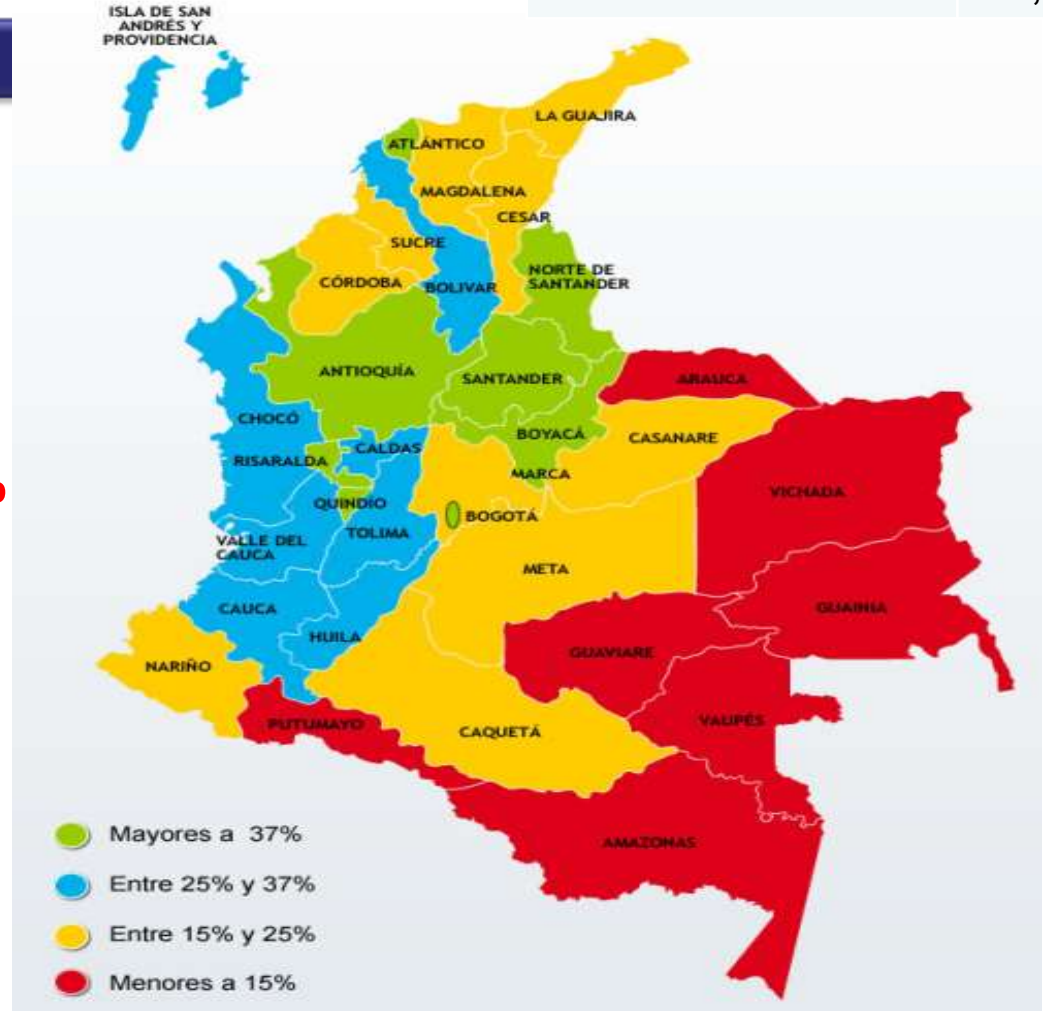 ISLA DE SAN
ANDRÉS Y
PROVIDENCIA
LA GUAJIRA
ATLÁNTICO
MAGDALENA
CESAR
SUCRE
NORTE DE
SANTANDER
CÓRDOBA
BOLIVAR
ANTIOQUÍA
SANTANDER
ARAUCA
CHOCÓ
BOYACÁ
CASANARE
CALDAS
RISARALDA
MARCA
VICHADA
QUINDIO
BOGOTÁ
TOLIMA
VALLE DEL
CAUCA
META
CAUCA
GUAINIA
HUILA
GUAVIARE
NARIÑO
PUTUMAYO
CAQUETÁ
VAUPÉS
AMAZONAS
Mayores a 37%
Entre 25% y 37%
Entre 15% y 25%
Menores a 15%